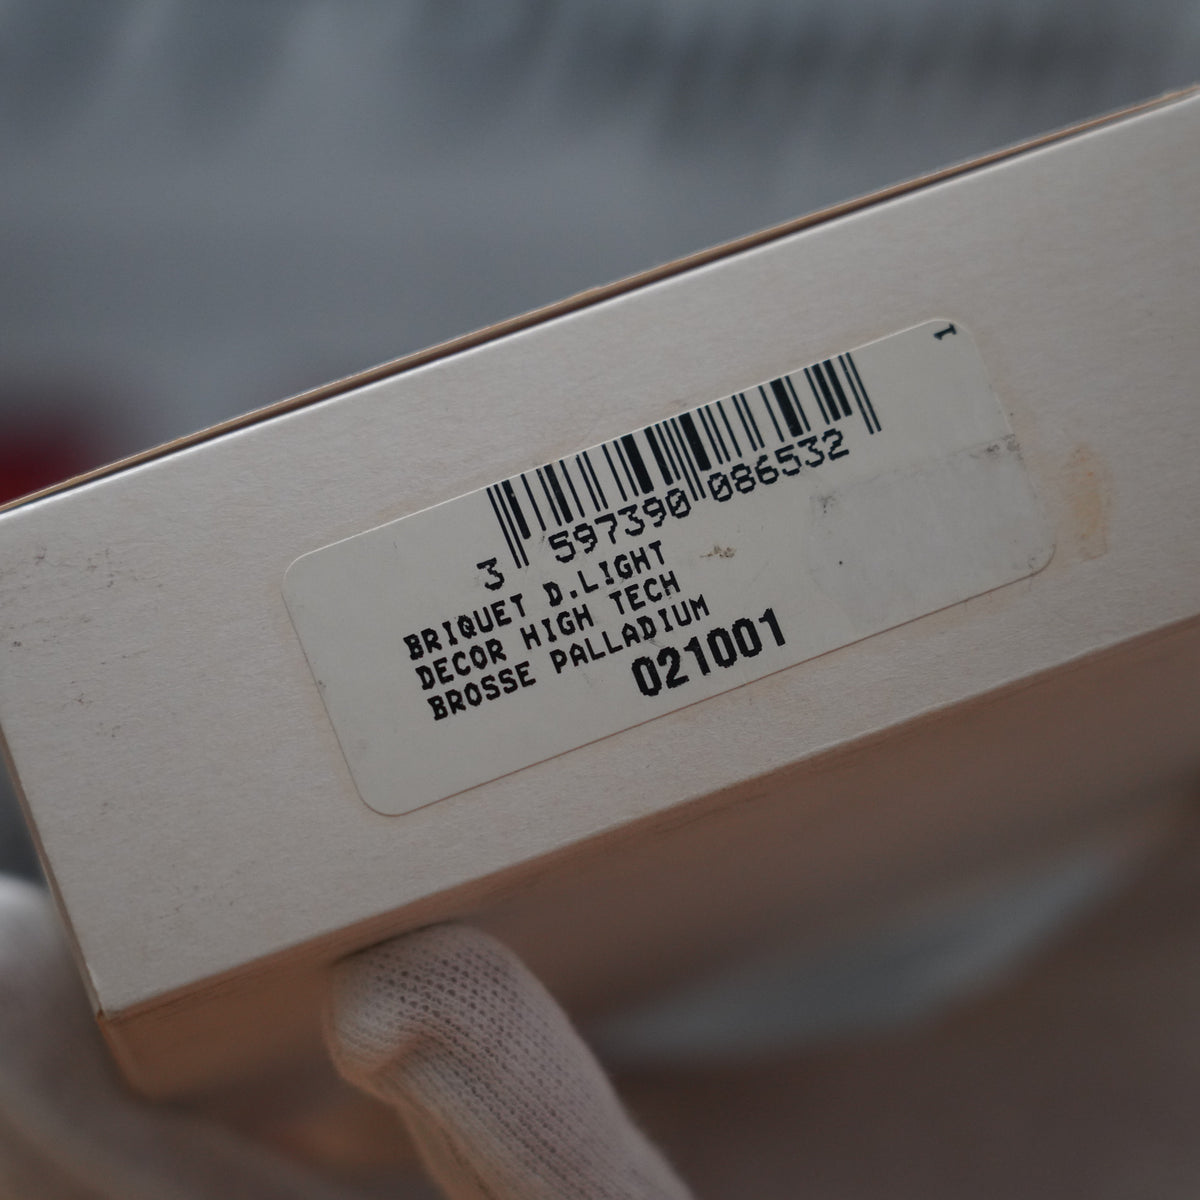 1
3 597390 086532
BRIQUET D.LIGHT
DECOR HIGH TECH
BROSSE PALLADIUM
021001